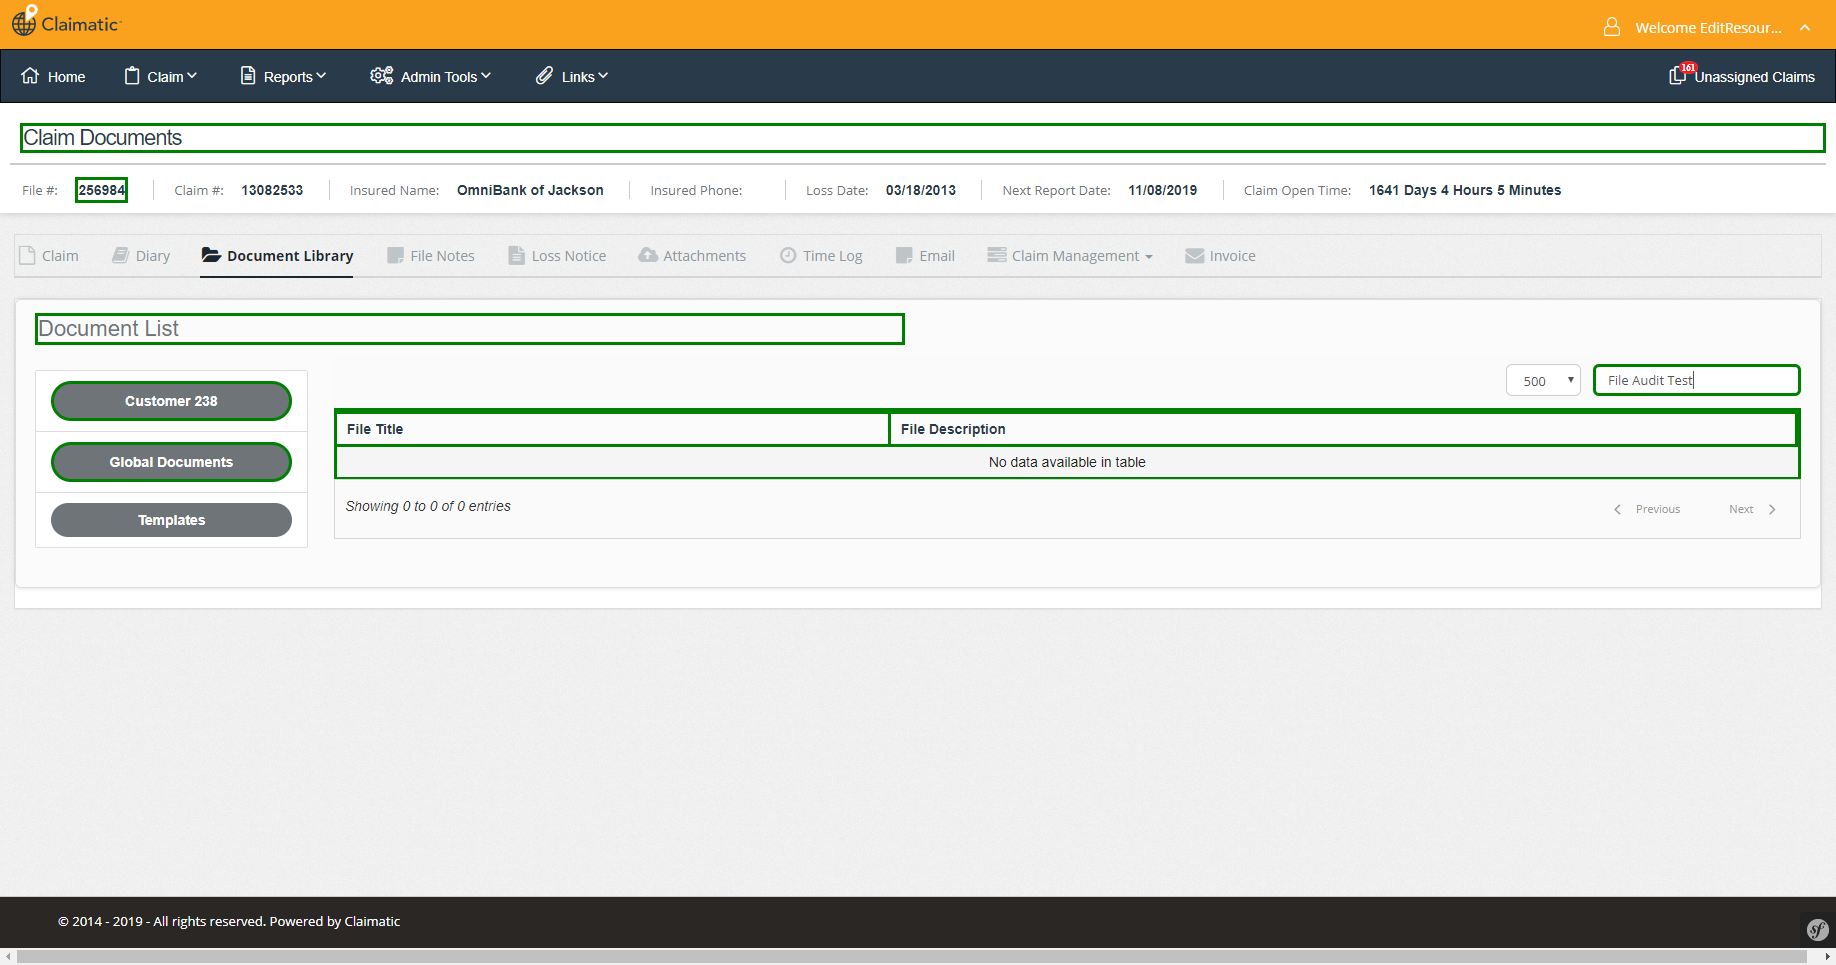 Claimatic
Welcome EditResour...
Home Claim Reports Admin Tools Links 161 Unassigned Claims
Claim Documents
File #: 256984 Claim #: 13082533 Insured Name: OmniBank of Jackson Insured Phone: Loss Date: 03/18/2013 Next Report Date: 11/08/2019 Claim Open Time: 1641 Days 4 Hours 5 Minutes
Claim Diary Document Library File Notes Loss Notice Attachments Time Log Email Claim Management Invoice
Document List
500 File Audit Test
Customer 238
Global Documents
Templates
File Title File Description
No data available in table
Showing 0 to 0 of 0 entries
Previous Next
© 2014 - 2019 - All rights reserved. Powered by Claimatic
sf